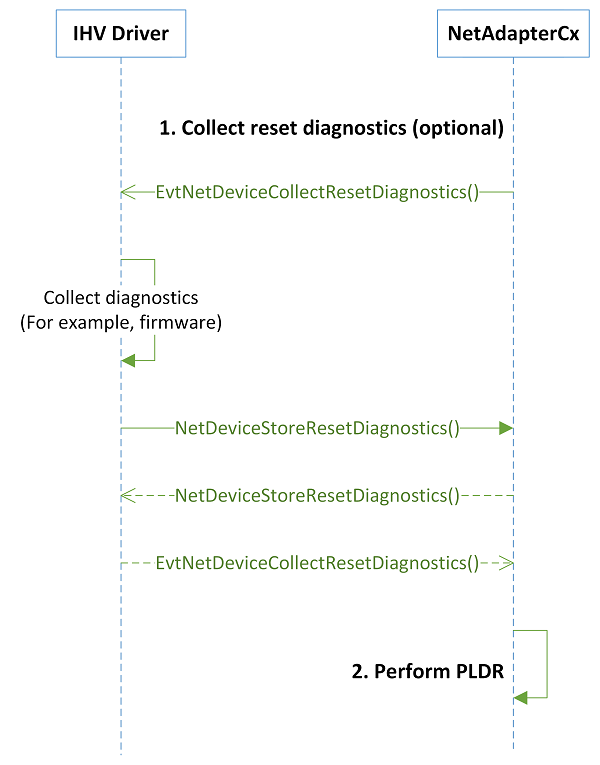 IHV Driver
NetAdapterCx
1. Collect reset diagnostics (optional)
EvtNetDeviceCollectResetDiagnostics()
Collect diagnostics
(For example, firmware)
NetDeviceStoreResetDiagnostics()
NetDeviceStoreResetDiagnostics()
EvtNetDeviceCollectResetDiagnostics()
2. Perform PLDR